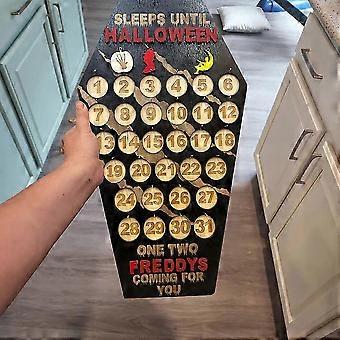 SLEEPS UNTIL
HALLOWEEN
1 2 3 4 5 6
7 8 9 10 11 12
13 14 15 16 17 18
19 20 21 22 23
24 25 26 27
28 29 30 31
ONE TWO
FREDDYS
COMING FOR
YOU